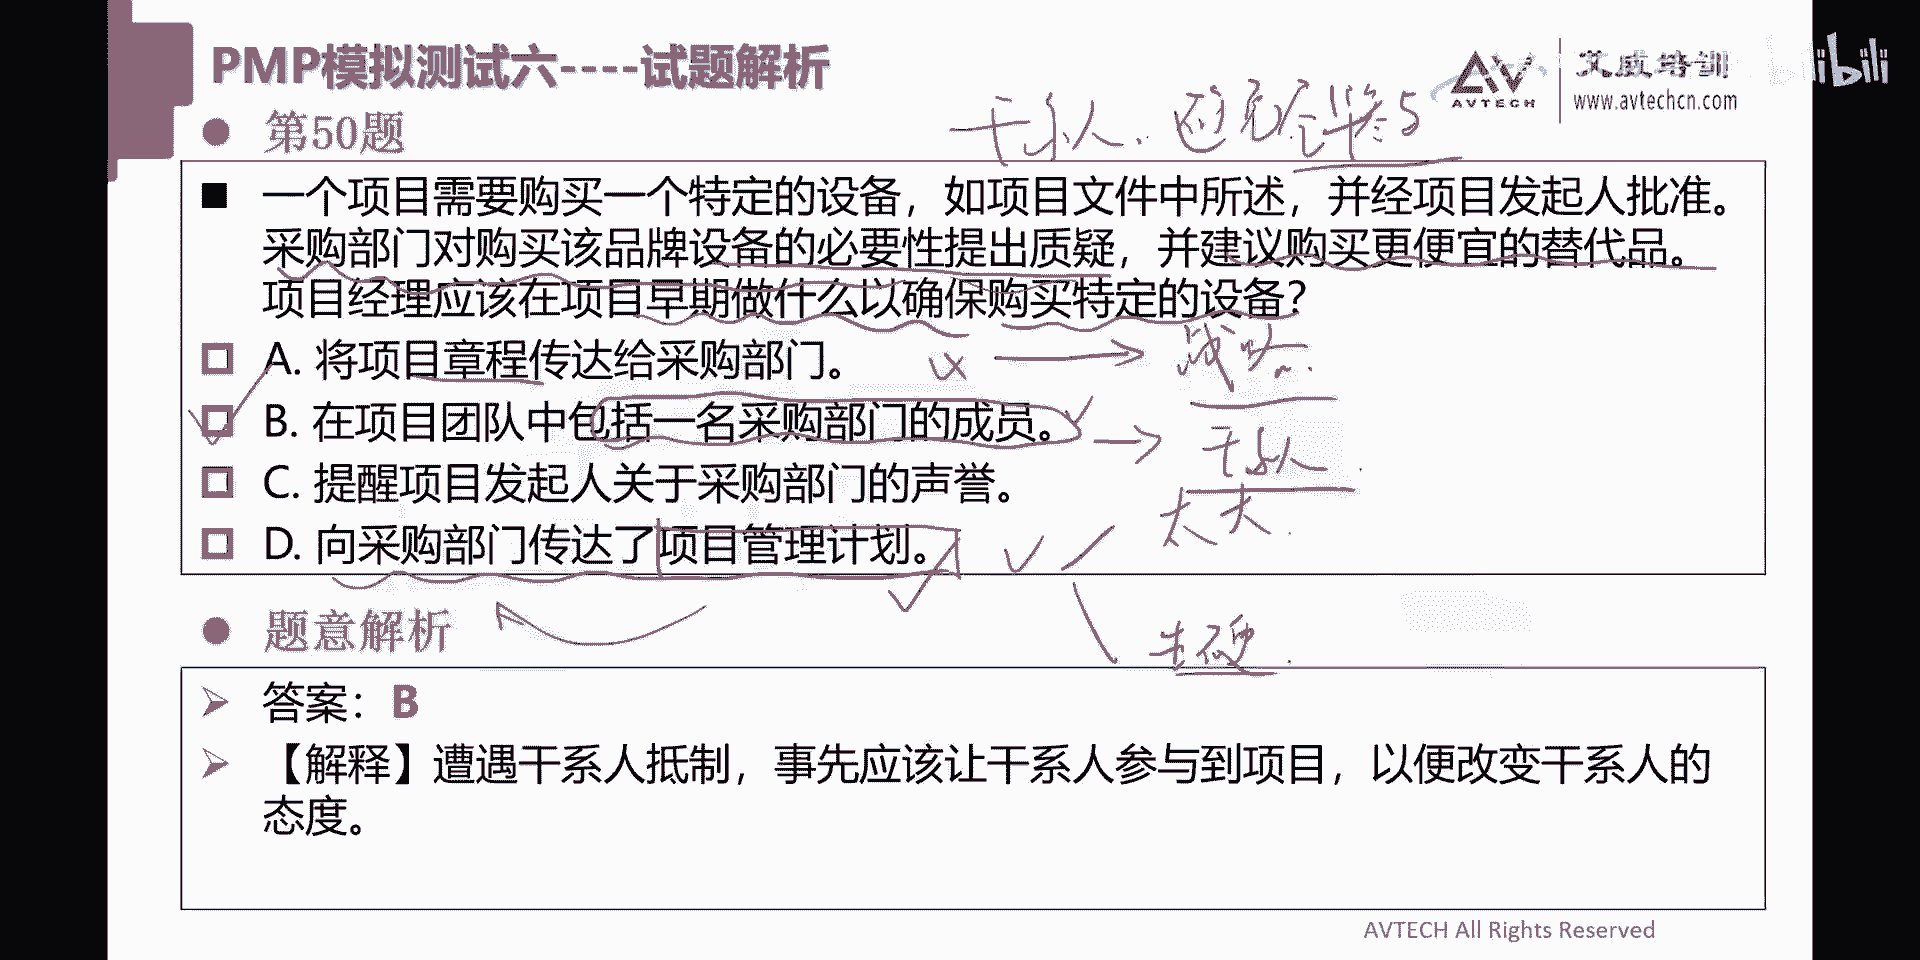 PMP模拟测试六----试题解析
AVTECH
艾威培训
www.avtechcn.com
bilibili
第50题
干系人.
一个项目需要购买一个特定的设备，如项目文件中所述，并经项目发起人批准。
采购部门对购买该品牌设备的必要性提出质疑，并建议购买更便宜的替代品。
项目经理应该在项目早期做什么以确保购买特定的设备？
A. 将项目章程传达给采购部门。
战略
B. 在项目团队中包括一名采购部门的成员。
干系人
C. 提醒项目发起人关于采购部门的声誉。
D. 向采购部门传达了项目管理计划。
题意解析
生硬
答案：B
【解释】遭遇干系人抵制，事先应该让干系人参与到项目，以便改变干系人的
态度。
AVTECH All Rights Reserved